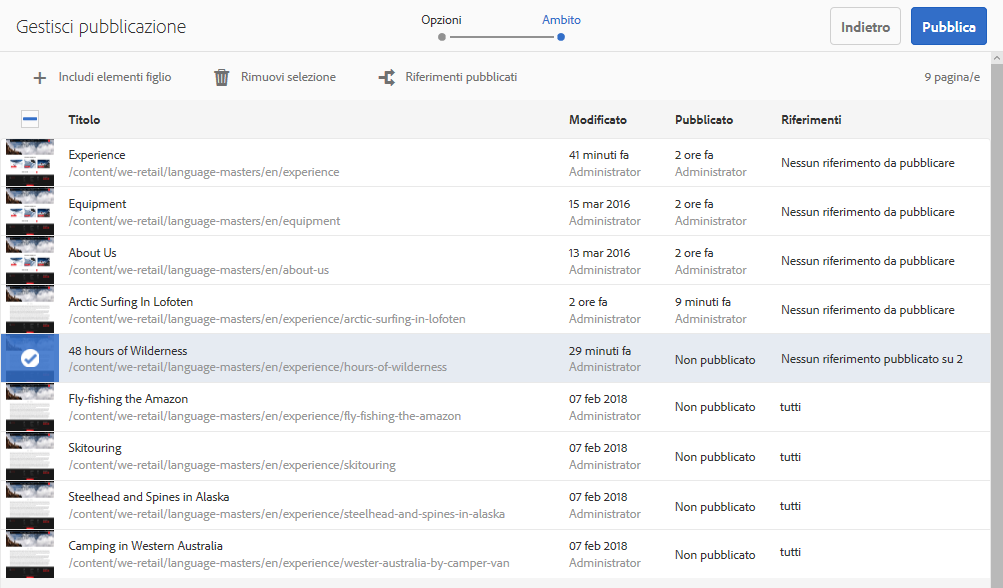 Gestisci pubblicazione
Opzioni
Ambito
Indietro
Pubblica
Includi elementi figlio
Rimuovi selezione
Riferimenti pubblicati
9 pagina/e
Titolo
Modificato
Pubblicato
Riferimenti
Experience
/content/we-retail/language-masters/en/experience
41 minuti fa
Administrator
2 ore fa
Administrator
Nessun riferimento da pubblicare
Equipment
/content/we-retail/language-masters/en/equipment
15 mar 2016
Administrator
2 ore fa
Administrator
Nessun riferimento da pubblicare
About Us
/content/we-retail/language-masters/en/about-us
13 mar 2016
Administrator
2 ore fa
Administrator
Nessun riferimento da pubblicare
Arctic Surfing In Lofoten
/content/we-retail/language-masters/en/experience/arctic-surfing-in-lofoten
2 ore fa
Administrator
9 minuti fa
Administrator
Nessun riferimento da pubblicare
48 hours of Wilderness
/content/we-retail/language-masters/en/experience/hours-of-wilderness
29 minuti fa
Administrator
Non pubblicato
Nessun riferimento pubblicato su 2
Fly-fishing the Amazon
/content/we-retail/language-masters/en/experience/fly-fishing-the-amazon
07 feb 2018
Administrator
Non pubblicato
tutti
Skitouring
/content/we-retail/language-masters/en/experience/skitouring
07 feb 2018
Administrator
Non pubblicato
tutti
Steelhead and Spines in Alaska
/content/we-retail/language-masters/en/experience/steelhead-and-spines-in-alaska
07 feb 2018
Administrator
Non pubblicato
tutti
Camping in Western Australia
/content/we-retail/language-masters/en/experience/wester-australia-by-camper-van
07 feb 2018
Administrator
Non pubblicato
tutti